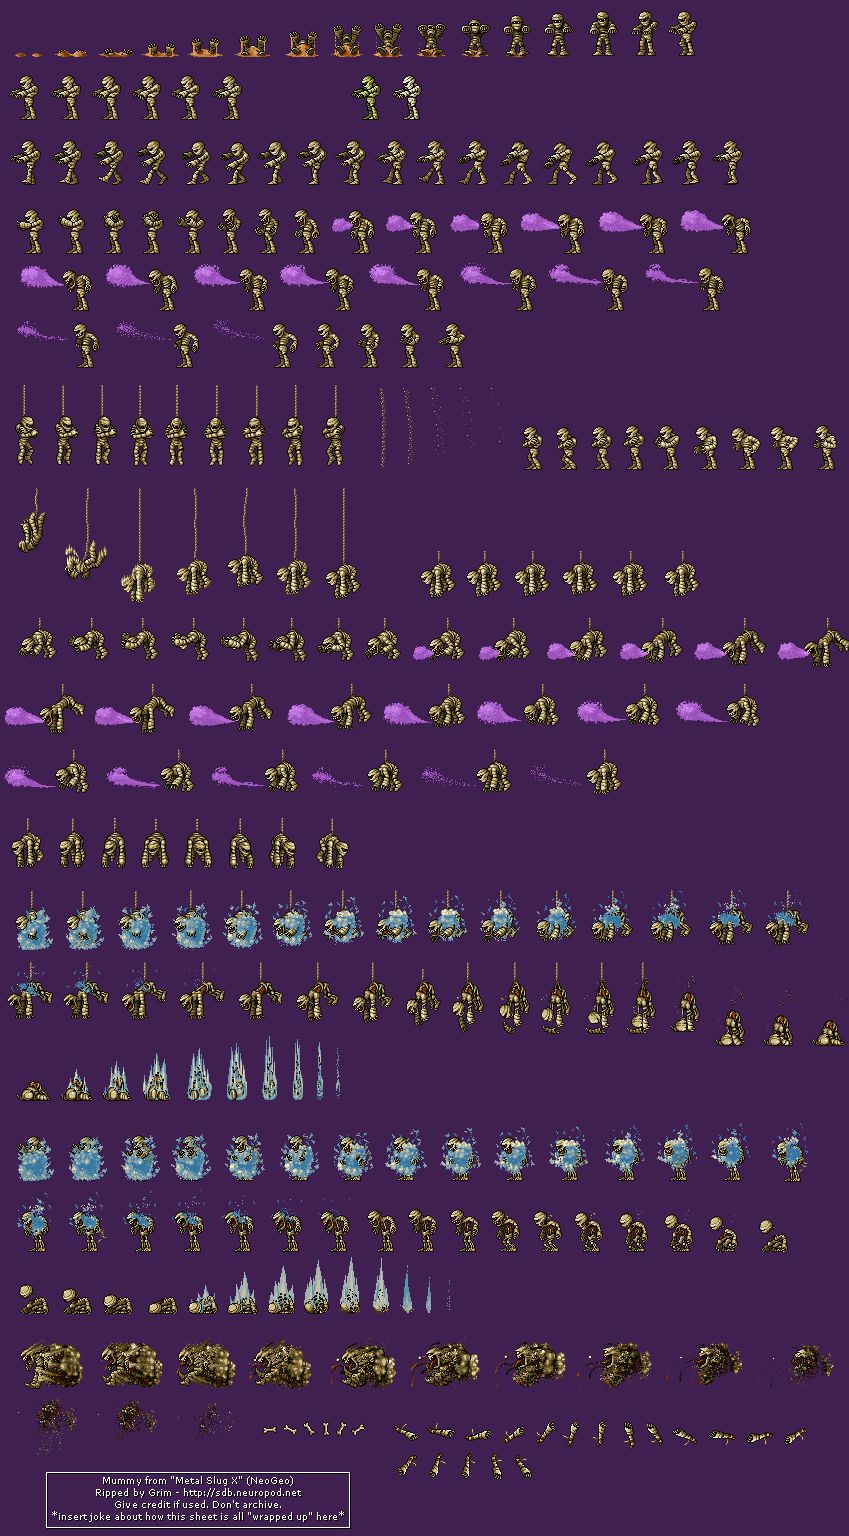 Mummy from "Metal Slug X" (NeoGeo)
Ripped by Grim - http://sdb.neuropod.net
Give credit if used. Don't archive.
*insert joke about how this sheet is all "wrapped up" here*